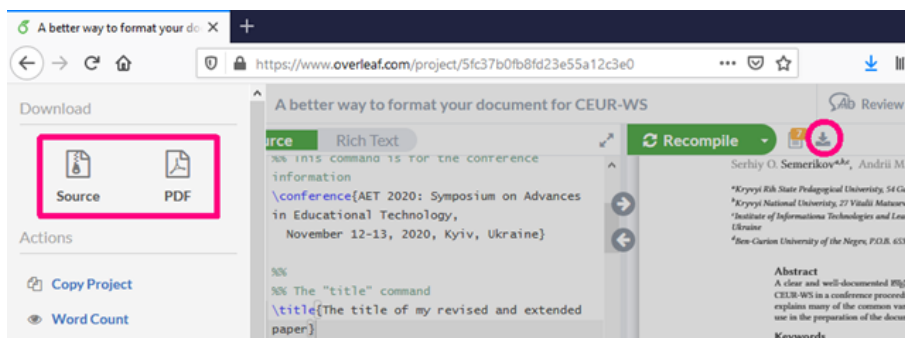 A better way to format your do
https://www.overleaf.com/project/5fc37b0fb8fd23e55a12c3e0
Download
A better way to format your document for CEUR-WS
Review
Source
PDF
Actions
Copy Project
Word Count
urce
Rich Text
%% This command is for the conference
information
\conference{AET 2020: Symposium on Advances
in Educational Technology,
November 12-13, 2020, Kyiv, Ukraine}
%%
%% The "title" command
\title{The title of my revised and extended
paper}
Recompile
Serhiy O. Semerikov a,b,c, Andrii M
a Kryvyi Rih State Pedagogical University, 54 G
b Kryvyi National University, 27 Vitalii Matusev
c Institute of Informationa Technologies and Lea
Ukraine
d Ben-Gurion University of the Negev, P.O.B. 653
Abstract
A clear and well-documented
CEUR-WS in a conference proceed
explains many of the common var
use in the preparation of the docu
Keywords